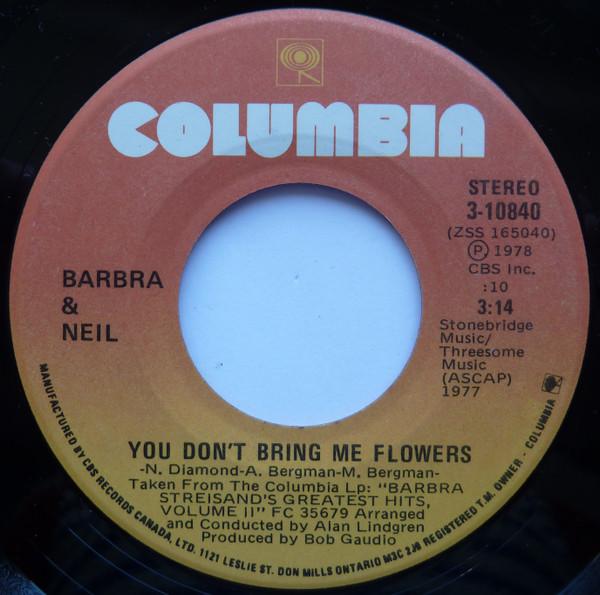 COLUMBIA
STEREO
3-10840
(ZSS 165040)
Ⓟ 1978
CBS Inc.
:10
3:14
Stonebridge
Music/
Threesome
Music
(ASCAP)
1977
BARBRA
&
NEIL
YOU DON'T BRING ME FLOWERS
-N. Diamond-A. Bergman-M. Bergman-
Taken From The Columbia Lp: "BARBRA
STREISAND'S GREATEST HITS,
VOLUME II" FC 35679 Arranged
and Conducted by Alan Lindgren
Produced by Bob Gaudio
MANUFACTURED BY CBS RECORDS CANADA, LTD. 1121 LESLIE ST. DON MILLS ONTARIO M3C 2J9 REGISTERED T.M. OWNER - COLUMBIA